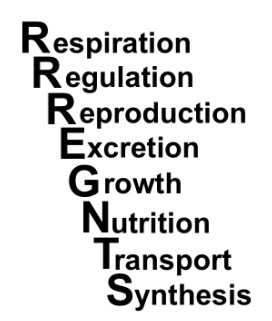 Respiration
Regulation
Reproduction
Excretion
Growth
Nutrition
Transport
Synthesis